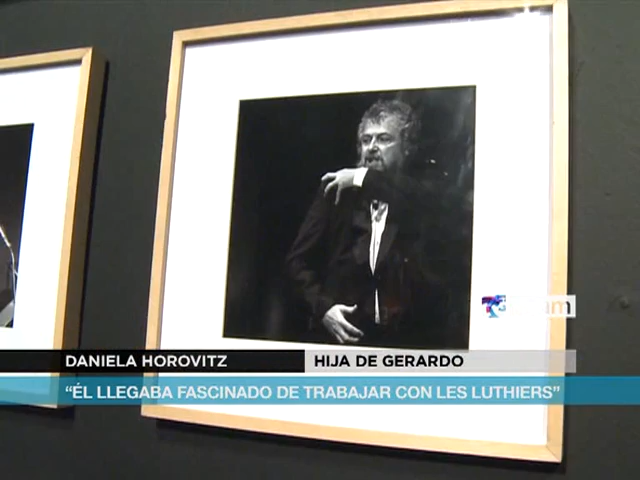 DANIELA HOROVITZ
HIJA DE GERARDO
"ÉL LLEGABA FASCINADO DE TRABAJAR CON LES LUTHIERS"